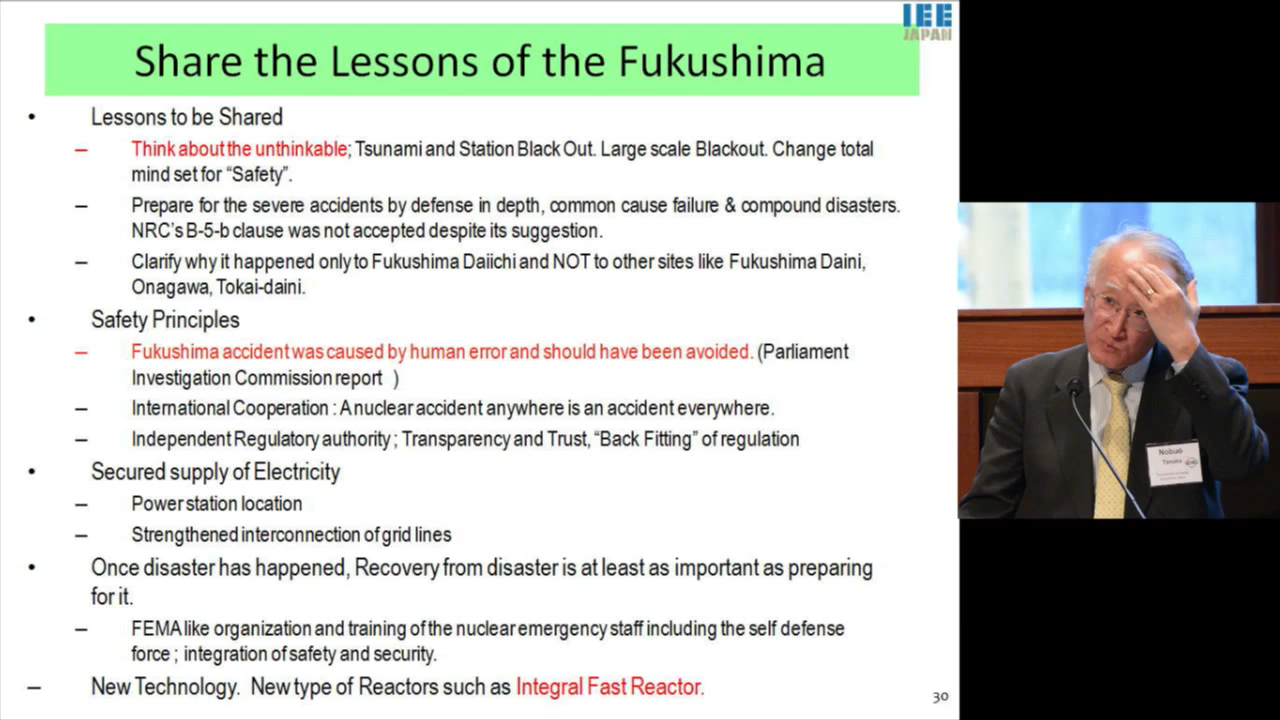 IEE
JAPAN
Share the Lessons of the Fukushima
• Lessons to be Shared
– Think about the unthinkable; Tsunami and Station Black Out. Large scale Blackout. Change total
mind set for “Safety”.
– Prepare for the severe accidents by defense in depth, common cause failure & compound disasters.
NRC’s B-5-b clause was not accepted despite its suggestion.
– Clarify why it happened only to Fukushima Daiichi and NOT to other sites like Fukushima Daini,
Onagawa, Tokai-daini.
• Safety Principles
– Fukushima accident was caused by human error and should have been avoided. (Parliament
Investigation Commission report )
– International Cooperation : A nuclear accident anywhere is an accident everywhere.
– Independent Regulatory authority ; Transparency and Trust, “Back Fitting” of regulation
• Secured supply of Electricity
– Power station location
– Strengthened interconnection of grid lines
• Once disaster has happened, Recovery from disaster is at least as important as preparing
for it.
– FEMA like organization and training of the nuclear emergency staff including the self defense
force ; integration of safety and security.
– New Technology. New type of Reactors such as Integral Fast Reactor.
30
Nobuo
Tanaka